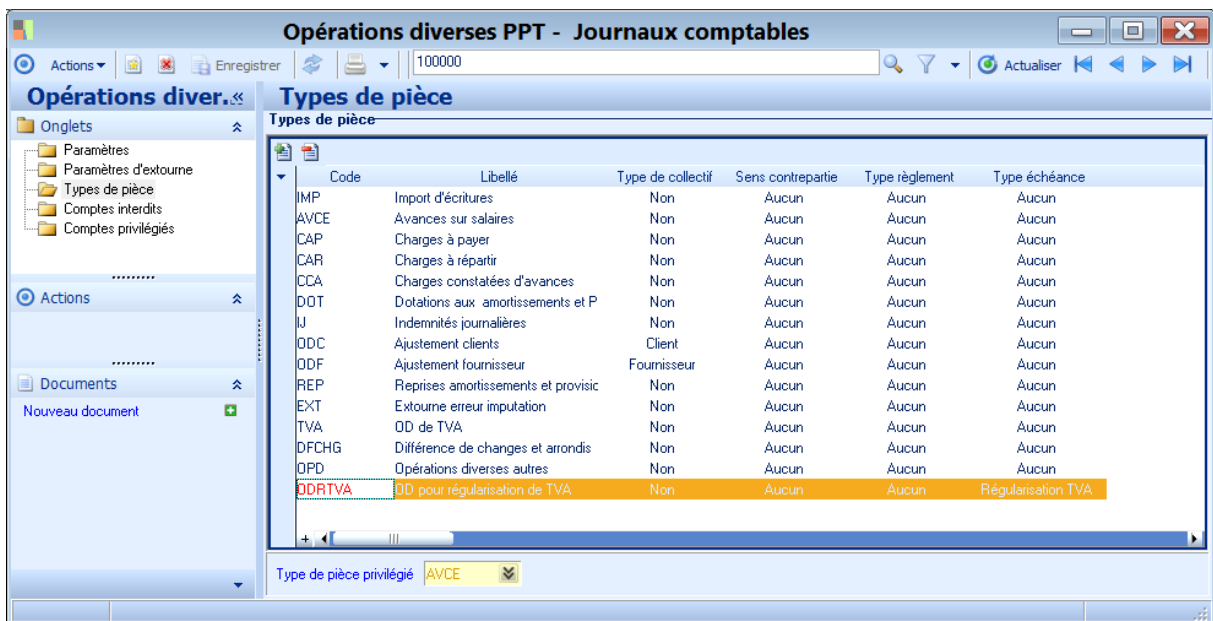 Opérations diverses PPT - Journaux comptables
Actions Enregistrer 100000 Actualiser
Opérations diver.«
Types de pièce
Onglets
Types de pièce
Paramètres
Paramètres d'extourne
Types de pièce
Comptes interdits
Comptes privilégiés
Actions
Documents
Nouveau document
Code Libellé Type de collectif Sens contrepartie Type règlement Type échéance
IMP Import d'écritures Non Aucun Aucun Aucun
AVCE Avances sur salaires Non Aucun Aucun Aucun
CAP Charges à payer Non Aucun Aucun Aucun
CAR Charges à répartir Non Aucun Aucun Aucun
CCA Charges constatées d'avances Non Aucun Aucun Aucun
DOT Dotations aux amortissements et P Non Aucun Aucun Aucun
IJ Indemnités journalières Non Aucun Aucun Aucun
ODC Ajustement clients Client Aucun Aucun Aucun
ODF Ajustement fournisseur Fournisseur Aucun Aucun Aucun
REP Reprises amortissements et provisic Non Aucun Aucun Aucun
EXT Extourne erreur imputation Non Aucun Aucun Aucun
TVA OD de TVA Non Aucun Aucun Aucun
DFCHG Différence de changes et arrondis Non Aucun Aucun Aucun
OPD Opérations diverses autres Non Aucun Aucun Aucun
ODRTVA OD pour régularisation de TVA Non Aucun Aucun Régularisation TVA
Type de pièce privilégié AVCE